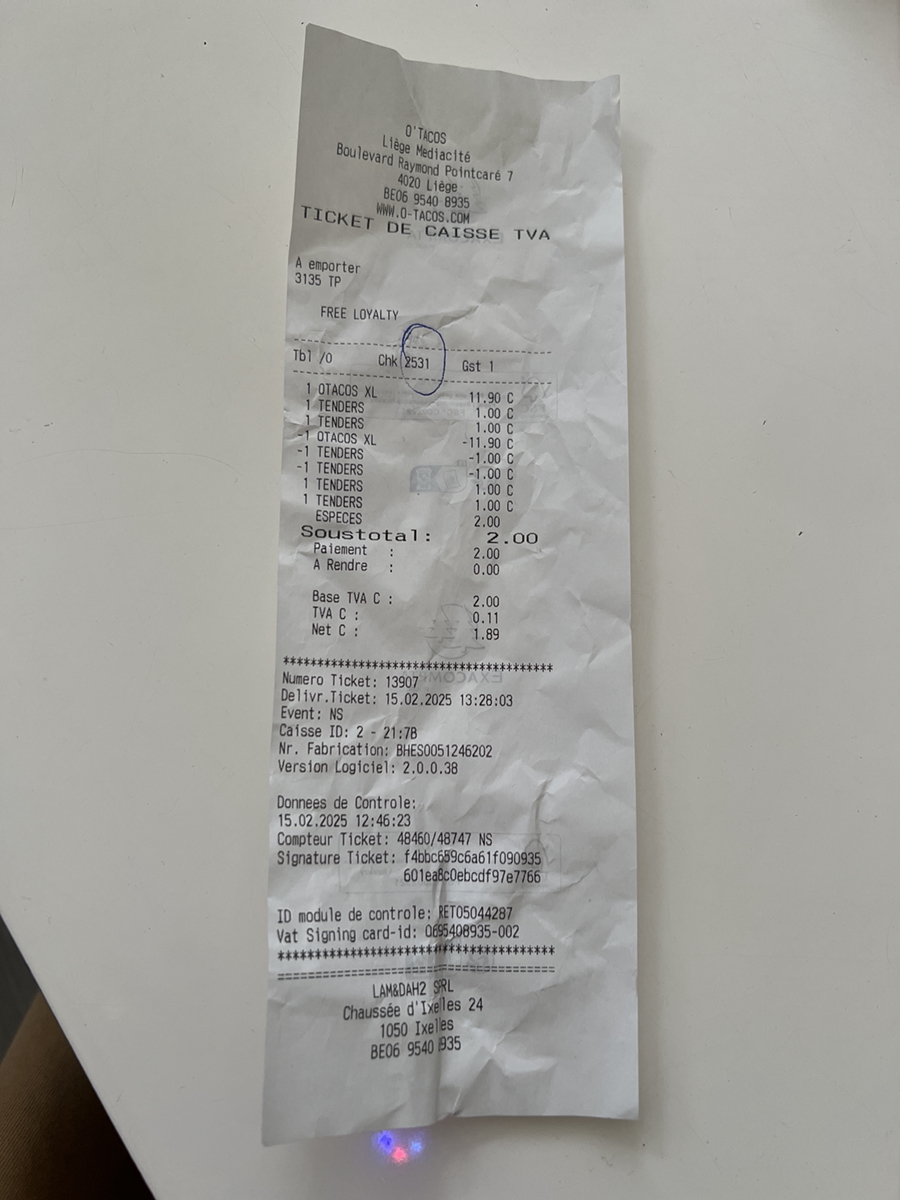 O'TACOS
Liège Médiacité
Boulevard Raymond Pointcaré 7
4020 Liège
BE06 9540 8935
WWW.O-TACOS.COM
TICKET DE CAISSE TVA
A emporter
3135 TP
FREE LOYALTY
Tbl /0 Chk 2531 Gst 1
1 OTACOS XL 11.90 C
1 TENDERS 1.00 C
1 TENDERS 1.00 C
-1 OTACOS XL -11.90 C
-1 TENDERS -1.00 C
-1 TENDERS -1.00 C
1 TENDERS 1.00 C
1 TENDERS 1.00 C
ESPECES 2.00
Soustotal: 2.00
Paiement : 2.00
A Rendre : 0.00
Base TVA C : 2.00
TVA C : 0.11
Net C : 1.89
****************************************
Numero Ticket: 13907
Delivr.Ticket: 15.02.2025 13:28:03
Event: NS
Caisse ID: 2 - 21:7B
Nr. Fabrication: BHES0051246202
Version Logiciel: 2.0.0.38
Donnees de Controle:
15.02.2025 12:46:23
Compteur Ticket: 48460/48747 NS
Signature Ticket: f4bbc659c6a61f090935
601ea8c0ebcdf97e7766
ID module de controle: RET05044287
Vat Signing card-id: 0695408935-002
****************************************
========================================
LAM&DAH2 SRL
Chaussée d'Ixelles 24
1050 Ixelles
BE06 9540 8935